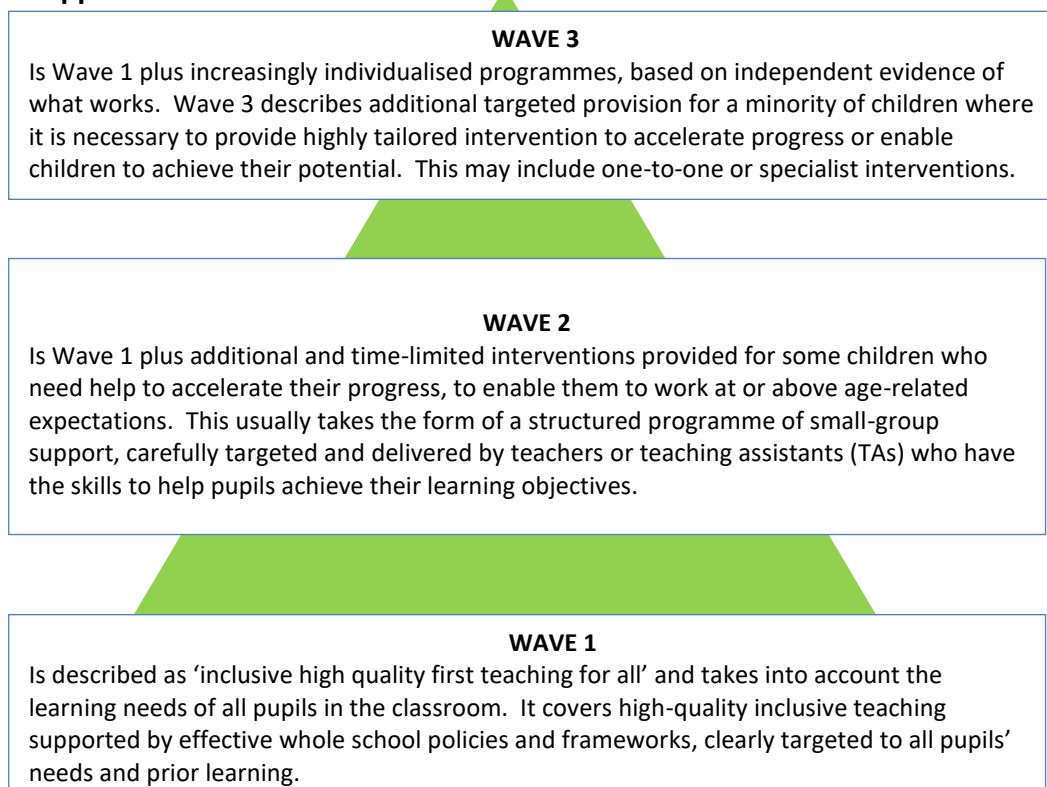 WAVE 3
Is Wave 1 plus increasingly individualised programmes, based on independent evidence of
what works.  Wave 3 describes additional targeted provision for a minority of children where
it is necessary to provide highly tailored intervention to accelerate progress or enable
children to achieve their potential.  This may include one-to-one or specialist interventions.
WAVE 2
Is Wave 1 plus additional and time-limited interventions provided for some children who
need help to accelerate their progress, to enable them to work at or above age-related
expectations.  This usually takes the form of a structured programme of small-group
support, carefully targeted and delivered by teachers or teaching assistants (TAs) who have
the skills to help pupils achieve their learning objectives.
WAVE 1
Is described as ‘inclusive high quality first teaching for all’ and takes into account the
learning needs of all pupils in the classroom.  It covers high-quality inclusive teaching
supported by effective whole school policies and frameworks, clearly targeted to all pupils’
needs and prior learning.